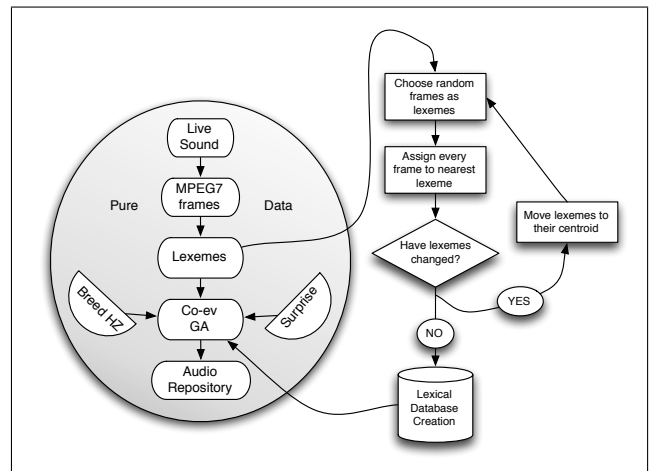 Live
Sound
MPEG7
frames
Pure
Data
Lexemes
Breed HZ
Co-ev
GA
Surprise
Audio
Repository
Choose random
frames as
lexemes
Assign every
frame to nearest
lexeme
Have lexemes
changed?
Move lexemes to
their centroid
YES
NO
Lexical
Database
Creation